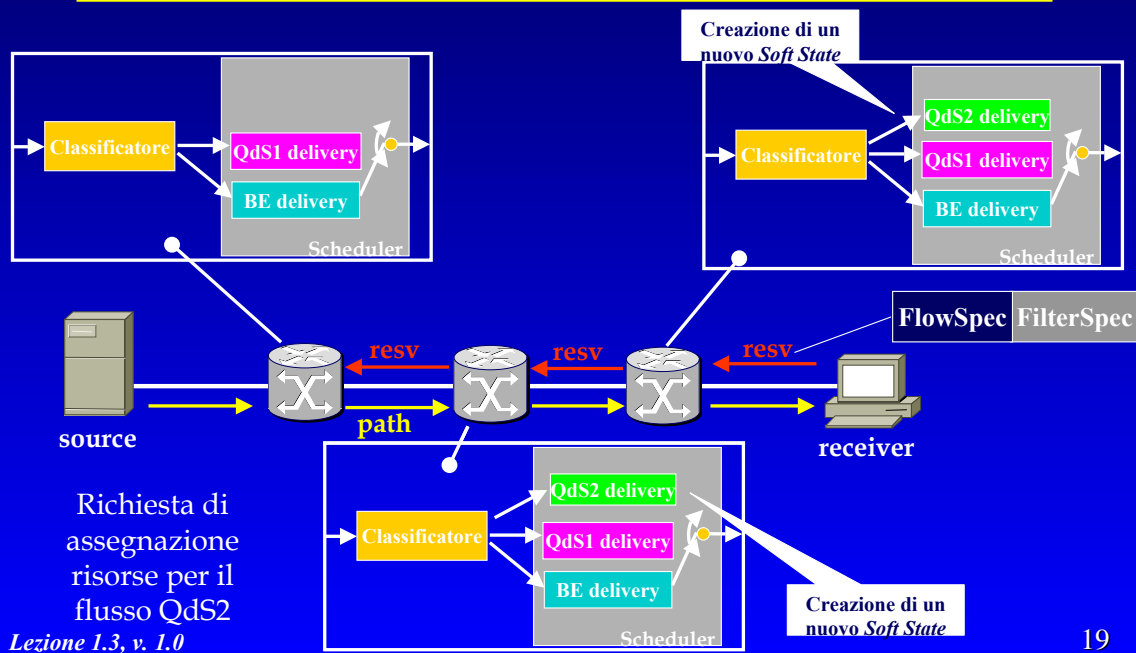 Creazione di un
nuovo Soft State
Classificatore
QdS1 delivery
BE delivery
Scheduler
Classificatore
QdS2 delivery
QdS1 delivery
BE delivery
Scheduler
FlowSpec FilterSpec
resv
resv
resv
path
source
receiver
Richiesta di
assegnazione
risorse per il
flusso QdS2
Classificatore
QdS2 delivery
QdS1 delivery
BE delivery
Scheduler
Creazione di un
nuovo Soft State
Lezione 1.3, v. 1.0
19